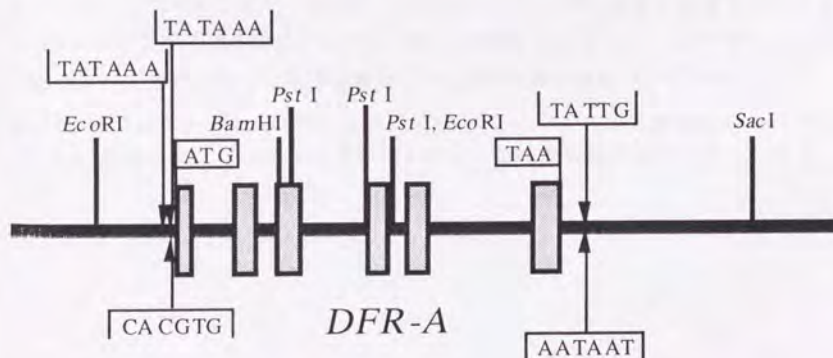 TATAAA
TATAAA
PstI PstI
EcoRI BamHI PstI, EcoRI TATTG SacI
ATG TAA
CACGTG DFR-A
AATAAT